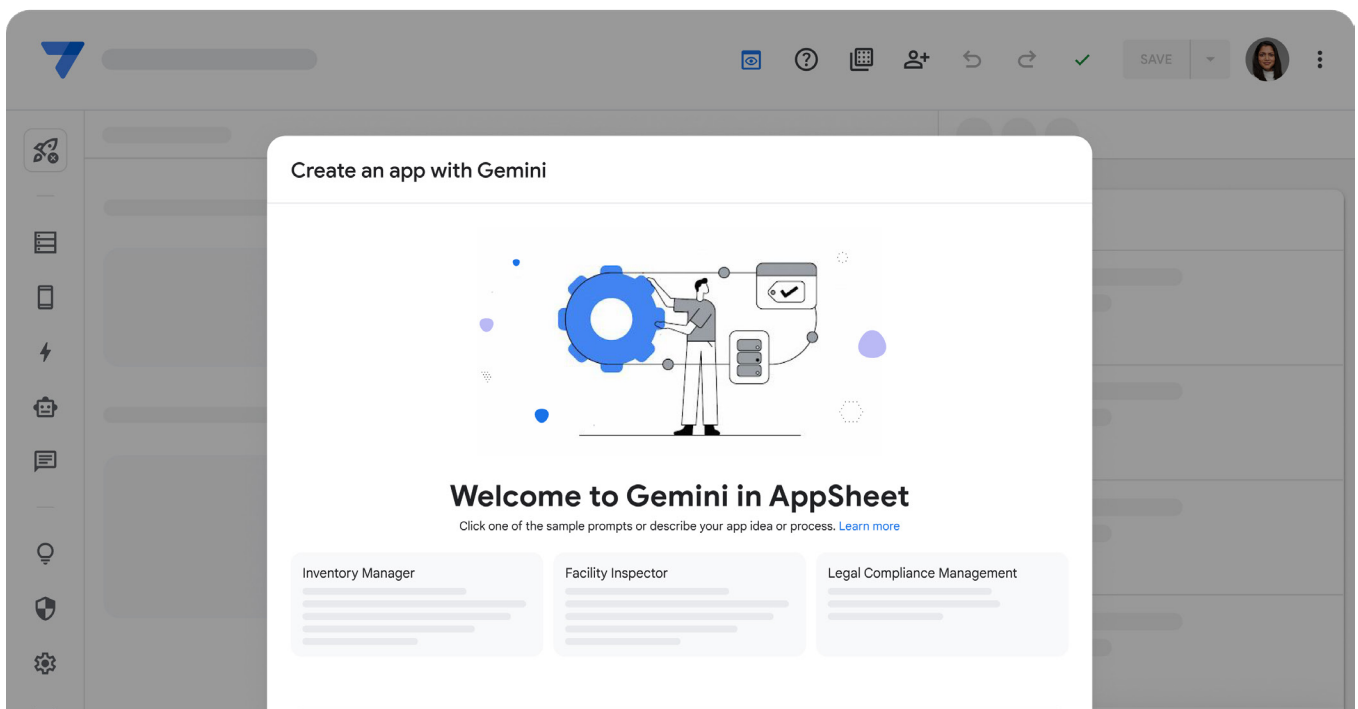 SAVE
Create an app with Gemini
Welcome to Gemini in AppSheet
Click one of the sample prompts or describe your app idea or process. Learn more
Inventory Manager
Facility Inspector
Legal Compliance Management